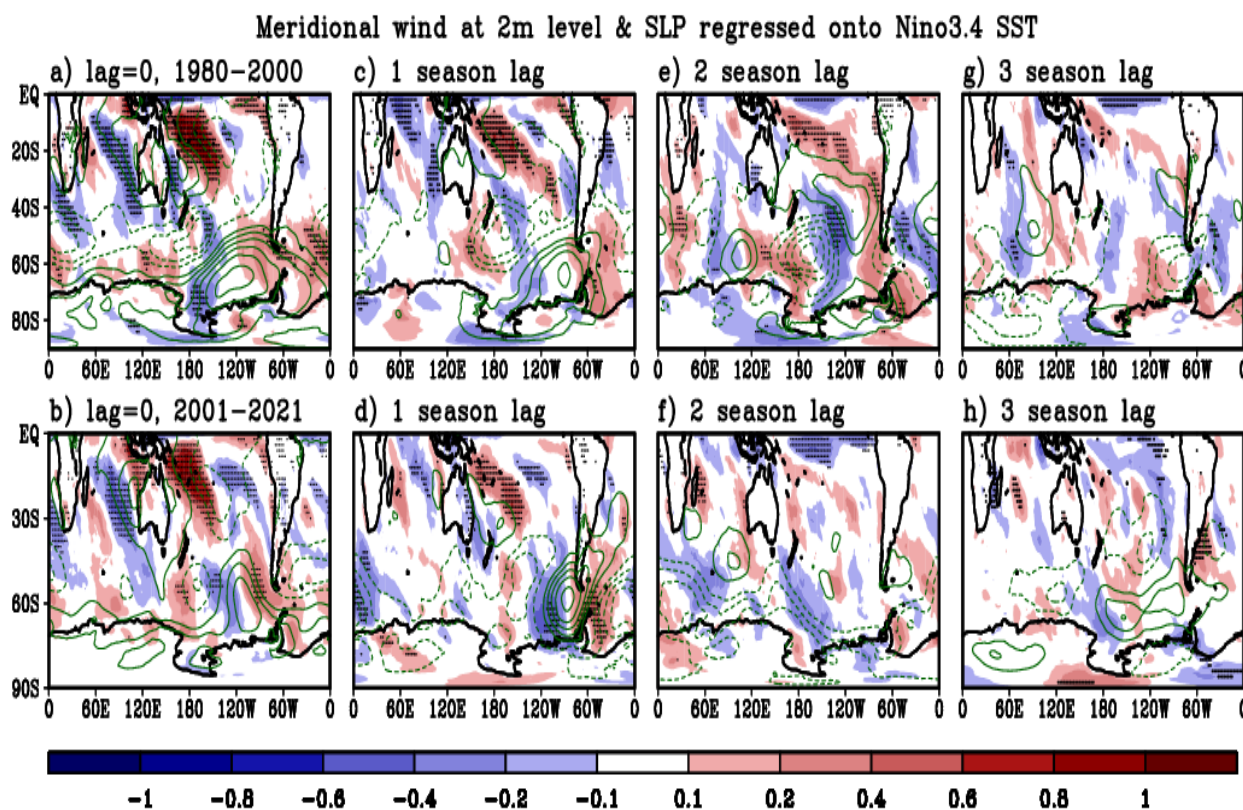 Meridional wind at 2m level & SLP regressed onto Nino3.4 SST
a) lag=0, 1980-2000
c) 1 season lag
e) 2 season lag
g) 3 season lag
EQ
20S
40S
60S
80S
0 60E 120E 180 120W 60W 0
0 60E 120E 180 120W 60W 0
0 60E 120E 180 120W 60W 0
0 60E 120E 180 120W 60W 0
b) lag=0, 2001-2021
d) 1 season lag
f) 2 season lag
h) 3 season lag
EQ
30S
60S
90S
0 60E 120E 180 120W 60W 0
0 60E 120E 180 120W 60W 0
0 60E 120E 180 120W 60W 0
0 60E 120E 180 120W 60W 0
-1 -0.8 -0.6 -0.4 -0.2 -0.1 0.1 0.2 0.4 0.6 0.8 1